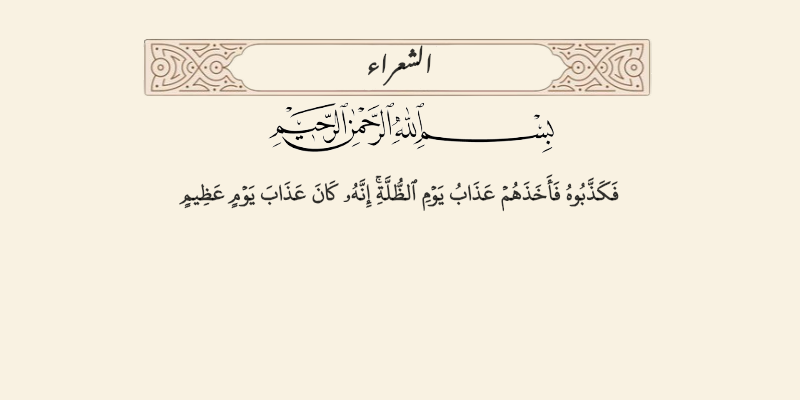 الشعراء
بِسْمِ ٱللَّهِ ٱلرَّحْمَٰنِ ٱلرَّحِيمِ
فَكَذَّبُوهُ فَأَخَذَهُمْ عَذَابُ يَوْمِ ٱلظُّلَّةِ ۚ إِنَّهُۥ كَانَ عَذَابَ يَوْمٍ عَظِيمٍ